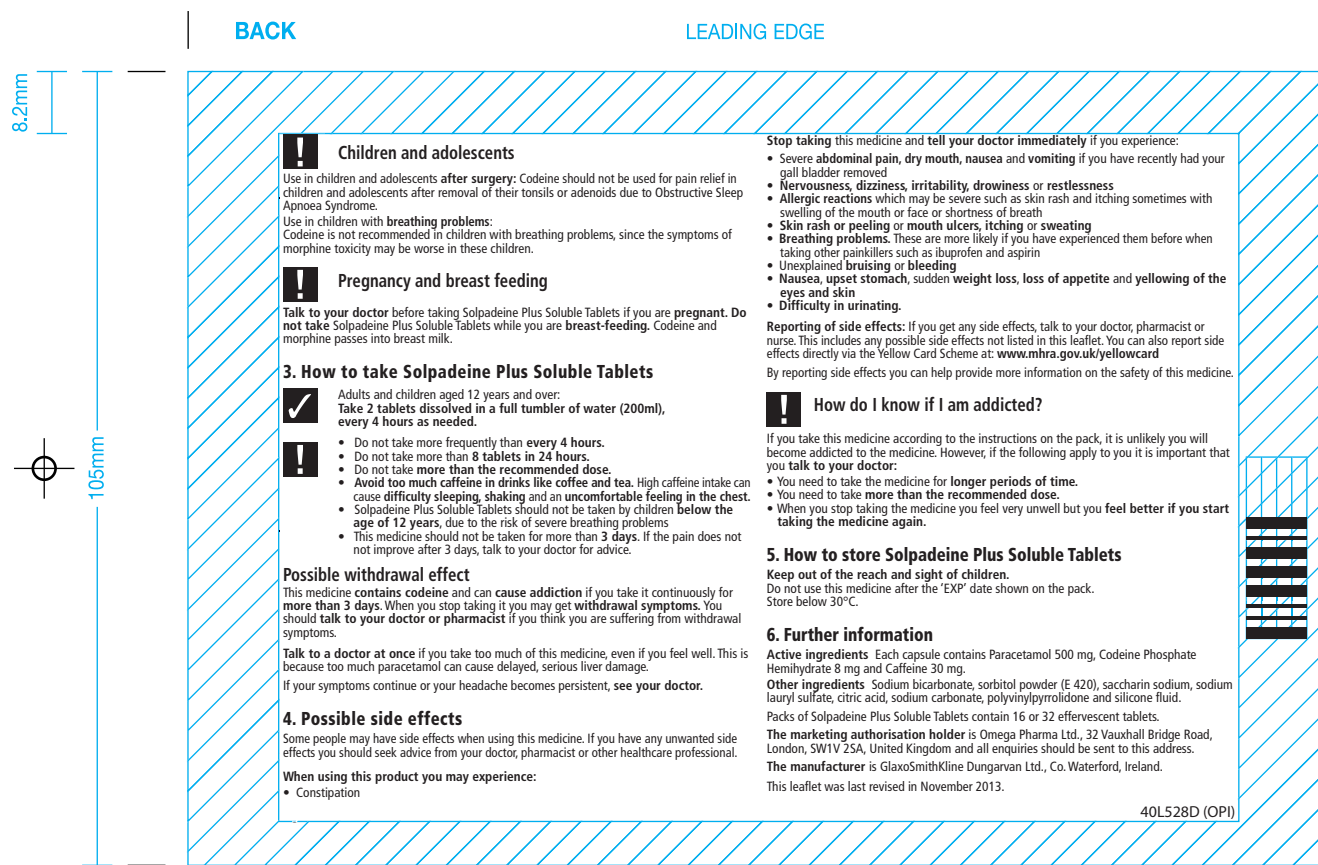 BACK
LEADING EDGE
8.2mm
105mm
! Children and adolescents
Use in children and adolescents after surgery: Codeine should not be used for pain relief in
children and adolescents after removal of their tonsils or adenoids due to Obstructive Sleep
Apnoea Syndrome.
Use in children with breathing problems:
Codeine is not recommended in children with breathing problems, since the symptoms of
morphine toxicity may be worse in these children.
! Pregnancy and breast feeding
Talk to your doctor before taking Solpadeine Plus Soluble Tablets if you are pregnant. Do
not take Solpadeine Plus Soluble Tablets while you are breast-feeding. Codeine and
morphine passes into breast milk.
3. How to take Solpadeine Plus Soluble Tablets
✓ Adults and children aged 12 years and over:
Take 2 tablets dissolved in a full tumbler of water (200ml),
every 4 hours as needed.
! • Do not take more frequently than every 4 hours.
• Do not take more than 8 tablets in 24 hours.
• Do not take more than the recommended dose.
• Avoid too much caffeine in drinks like coffee and tea. High caffeine intake can
cause difficulty sleeping, shaking and an uncomfortable feeling in the chest.
• Solpadeine Plus Soluble Tablets should not be taken by children below the
age of 12 years, due to the risk of severe breathing problems
• This medicine should not be taken for more than 3 days. If the pain does not
not improve after 3 days, talk to your doctor for advice.
Possible withdrawal effect
This medicine contains codeine and can cause addiction if you take it continuously for
more than 3 days. When you stop taking it you may get withdrawal symptoms. You
should talk to your doctor or pharmacist if you think you are suffering from withdrawal
symptoms.
Talk to a doctor at once if you take too much of this medicine, even if you feel well. This is
because too much paracetamol can cause delayed, serious liver damage.
If your symptoms continue or your headache becomes persistent, see your doctor.
4. Possible side effects
Some people may have side effects when using this medicine. If you have any unwanted side
effects you should seek advice from your doctor, pharmacist or other healthcare professional.
When using this product you may experience:
• Constipation
Stop taking this medicine and tell your doctor immediately if you experience:
• Severe abdominal pain, dry mouth, nausea and vomiting if you have recently had your
gall bladder removed
• Nervousness, dizziness, irritability, drowiness or restlessness
• Allergic reactions which may be severe such as skin rash and itching sometimes with
swelling of the mouth or face or shortness of breath
• Skin rash or peeling or mouth ulcers, itching or sweating
• Breathing problems. These are more likely if you have experienced them before when
taking other painkillers such as ibuprofen and aspirin
• Unexplained bruising or bleeding
• Nausea, upset stomach, sudden weight loss, loss of appetite and yellowing of the
eyes and skin
• Difficulty in urinating.
Reporting of side effects: If you get any side effects, talk to your doctor, pharmacist or
nurse. This includes any possible side effects not listed in this leaflet. You can also report side
effects directly via the Yellow Card Scheme at: www.mhra.gov.uk/yellowcard
By reporting side effects you can help provide more information on the safety of this medicine.
! How do I know if I am addicted?
If you take this medicine according to the instructions on the pack, it is unlikely you will
become addicted to the medicine. However, if the following apply to you it is important that
you talk to your doctor:
• You need to take the medicine for longer periods of time.
• You need to take more than the recommended dose.
• When you stop taking the medicine you feel very unwell but you feel better if you start
taking the medicine again.
5. How to store Solpadeine Plus Soluble Tablets
Keep out of the reach and sight of children.
Do not use this medicine after the ‘EXP’ date shown on the pack.
Store below 30°C.
6. Further information
Active ingredients Each capsule contains Paracetamol 500 mg, Codeine Phosphate
Hemihydrate 8 mg and Caffeine 30 mg.
Other ingredients Sodium bicarbonate, sorbitol powder (E 420), saccharin sodium, sodium
lauryl sulfate, citric acid, sodium carbonate, polyvinylpyrrolidone and silicone fluid.
Packs of Solpadeine Plus Soluble Tablets contain 16 or 32 effervescent tablets.
The marketing authorisation holder is Omega Pharma Ltd., 32 Vauxhall Bridge Road,
London, SW1V 2SA, United Kingdom and all enquiries should be sent to this address.
The manufacturer is GlaxoSmithKline Dungarvan Ltd., Co. Waterford, Ireland.
This leaflet was last revised in November 2013.
40L528D (OPI)